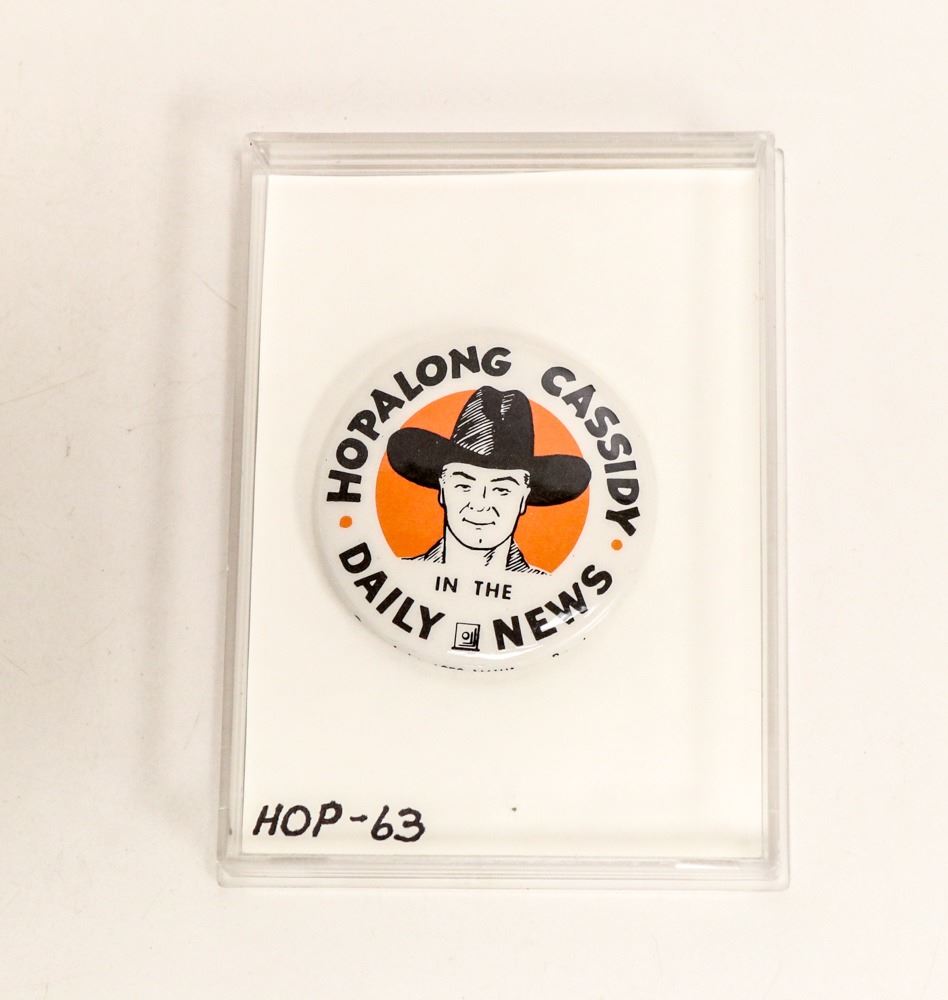 HOPALONG CASSIDY
IN THE
DAILY NEWS
HOP-63